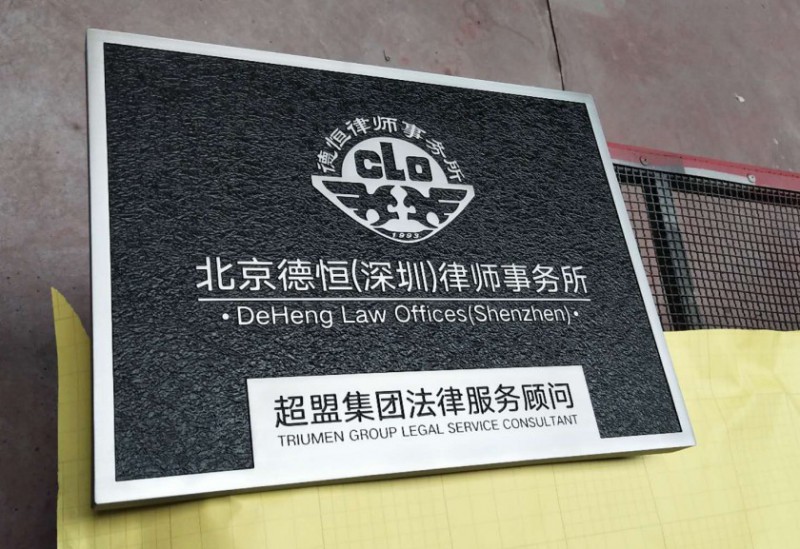 德恒律师事务所
CLO
1993
北京德恒(深圳)律师事务所
·DeHeng Law Offices(Shenzhen)·
超盟集团法律服务顾问
TRIUMEN GROUP LEGAL SERVICE CONSULTANT